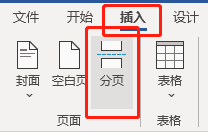 文件 开始 插入 设计
封面 空白页 分页 表格
页面 表格